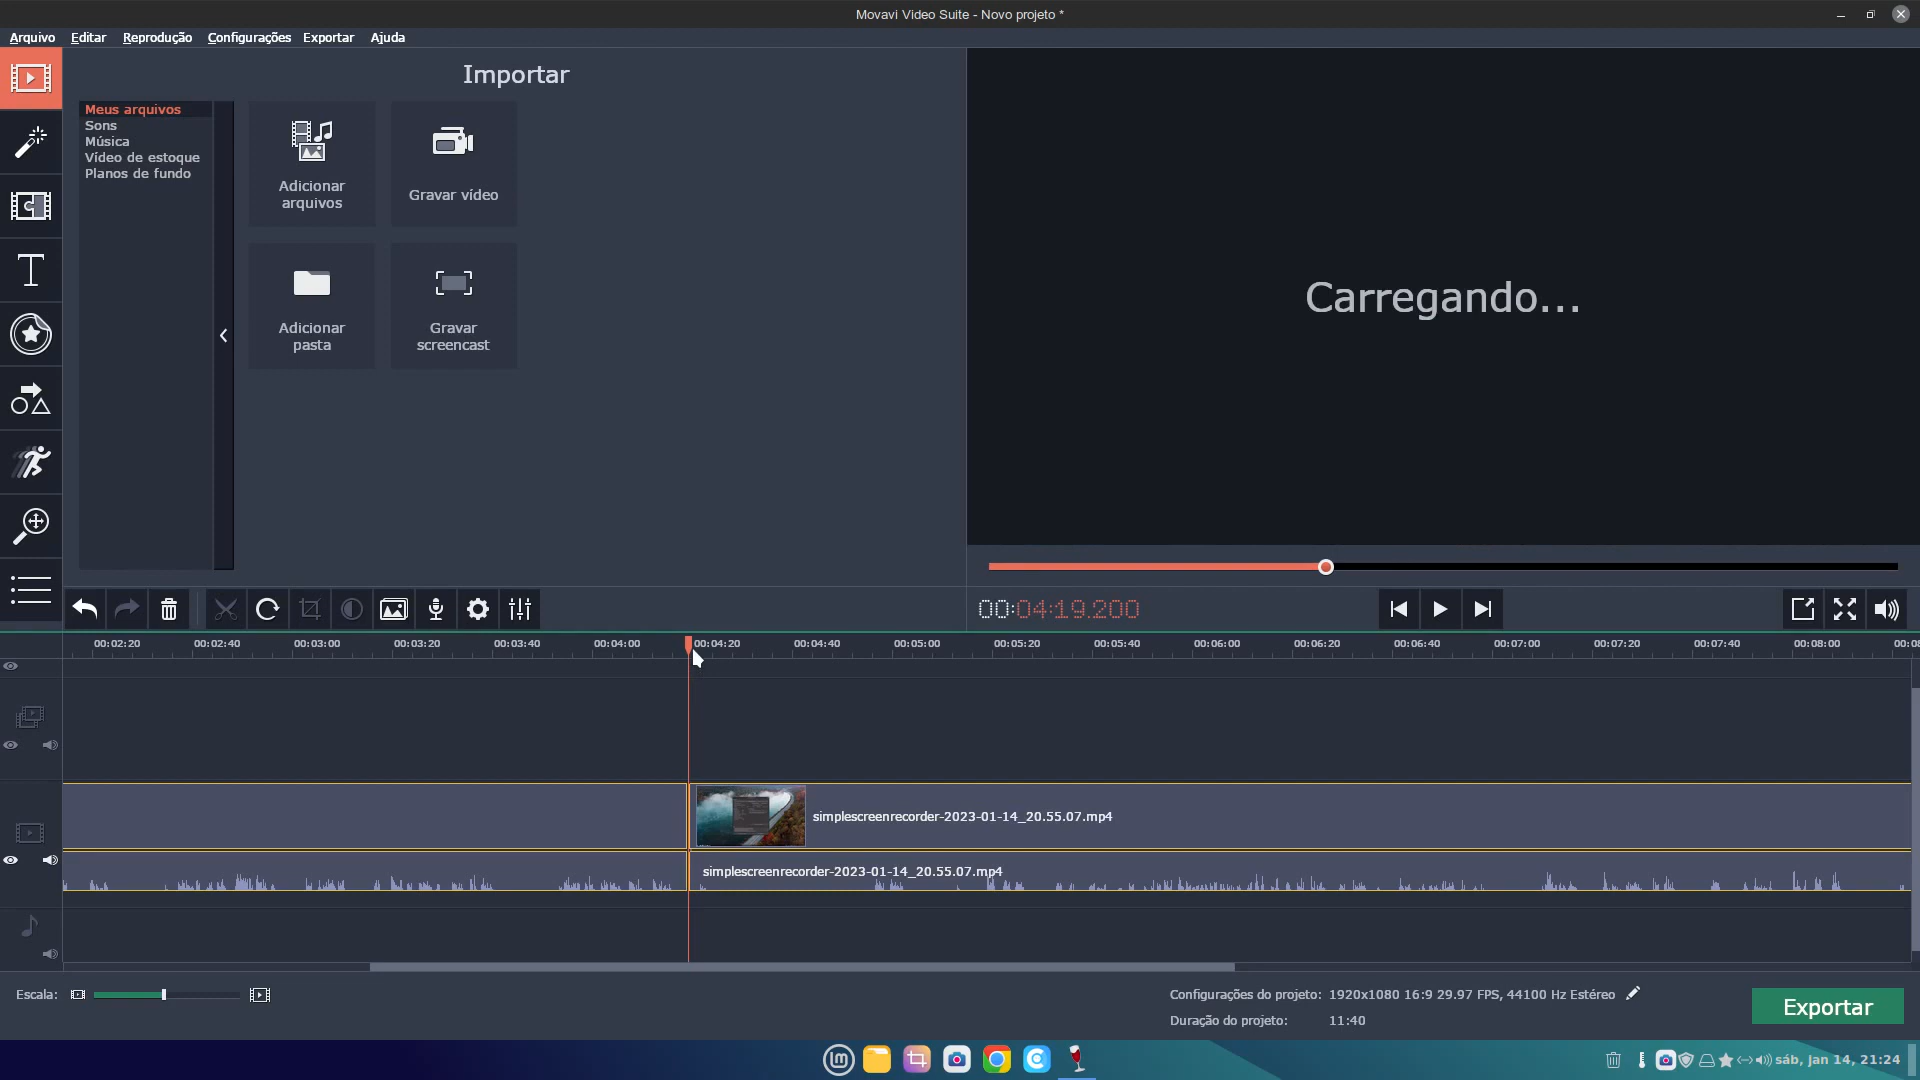 Movavi Video Suite - Novo projeto *
Arquivo Editar Reprodução Configurações Exportar Ajuda
Importar
Meus arquivos
Sons
Música
Vídeo de estoque
Planos de fundo
Adicionar
arquivos
Gravar vídeo
Adicionar
pasta
Gravar
screencast
Carregando...
00:04:19.200
00:02:20 00:02:40 00:03:00 00:03:20 00:03:40 00:04:00 00:04:20 00:04:40 00:05:00 00:05:20 00:05:40 00:06:00 00:06:20 00:06:40 00:07:00 00:07:20 00:07:40 00:08:00 00:0
simplescreenrecorder-2023-01-14_20.55.07.mp4
simplescreenrecorder-2023-01-14_20.55.07.mp4
Escala:
Configurações do projeto: 1920x1080 16:9 29.97 FPS, 44100 Hz Estéreo
Duração do projeto: 11:40
Exportar
sáb, jan 14, 21:24